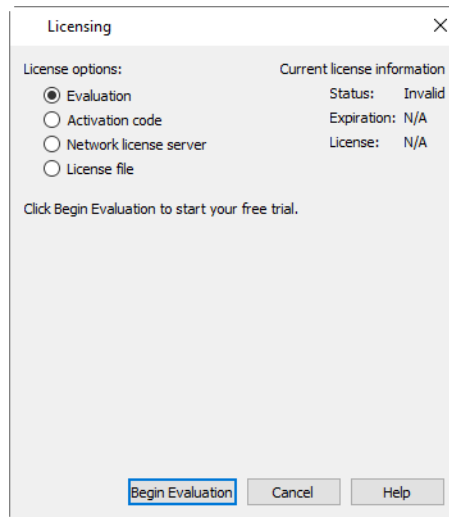 Licensing
License options:
Evaluation
Activation code
Network license server
License file
Current license information
Status: Invalid
Expiration: N/A
License: N/A
Click Begin Evaluation to start your free trial.
Begin Evaluation Cancel Help